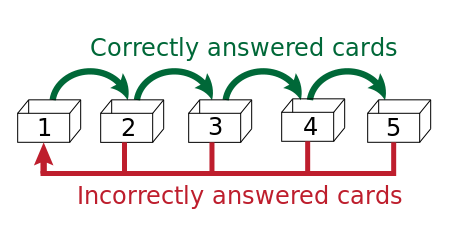 Correctly answered cards
1 2 3 4 5
Incorrectly answered cards